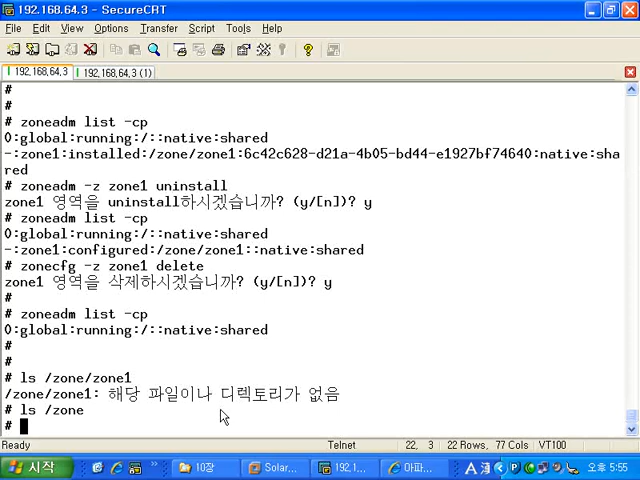 192.168.64.3 - SecureCRT
File Edit View Options Transfer Script Tools Help
192.168.64.3 192.168.64.3 (1)
#
#
# zoneadm list -cp
0:global:running:/::native:shared
-:zone1:installed:/zone/zone1:6c42c628-d21a-4b05-bd44-e1927bf74640:native:sha
red
# zoneadm -z zone1 uninstall
zone1 영역을 uninstall하시겠습니까? (y/[n])? y
# zoneadm list -cp
0:global:running:/::native:shared
-:zone1:configured:/zone/zone1::native:shared
# zonecfg -z zone1 delete
zone1 영역을 삭제하시겠습니까? (y/[n])? y
#
# zoneadm list -cp
0:global:running:/::native:shared
#
#
# ls /zone/zone1
/zone/zone1: 해당 파일이나 디렉토리가 없음
# ls /zone
#
Ready Telnet 22, 3 22 Rows, 77 Cols VT100
시작 10장 Solar... 192,1... 아파... A 漢 오후 5:55